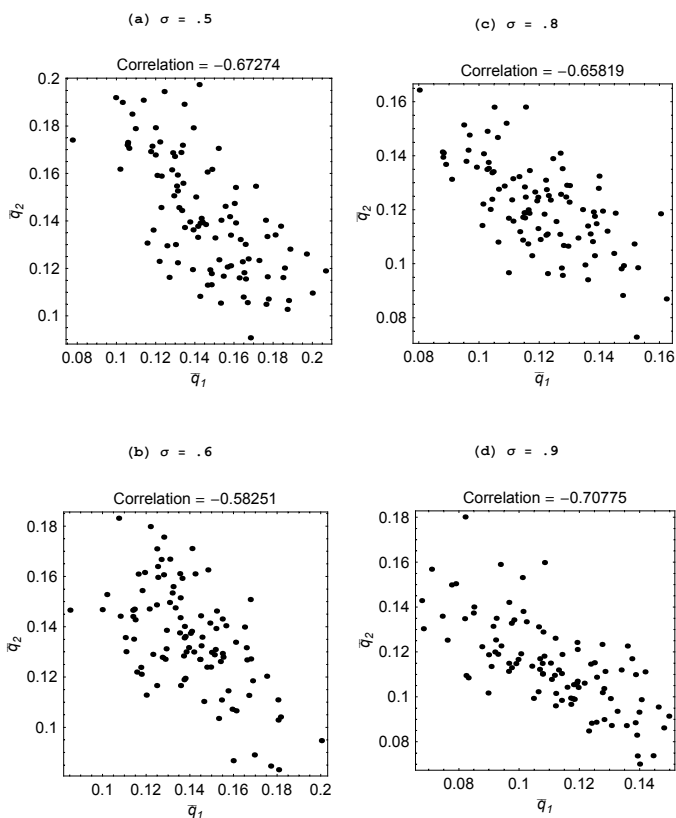 (a) σ = .5
Correlation = −0.67274
0.2
0.18
0.16
q̅2
0.14
0.12
0.1
0.08 0.1 0.12 0.14 0.16 0.18 0.2
q̅1
(c) σ = .8
Correlation = −0.65819
0.16
0.14
q̅2
0.12
0.1
0.08
0.08 0.1 0.12 0.14 0.16
q̅1
(b) σ = .6
Correlation = −0.58251
0.18
0.16
0.14
q̅2
0.12
0.1
0.1 0.12 0.14 0.16 0.18 0.2
q̅1
(d) σ = .9
Correlation = −0.70775
0.18
0.16
0.14
q̅2
0.12
0.1
0.08
0.08 0.1 0.12 0.14
q̅1